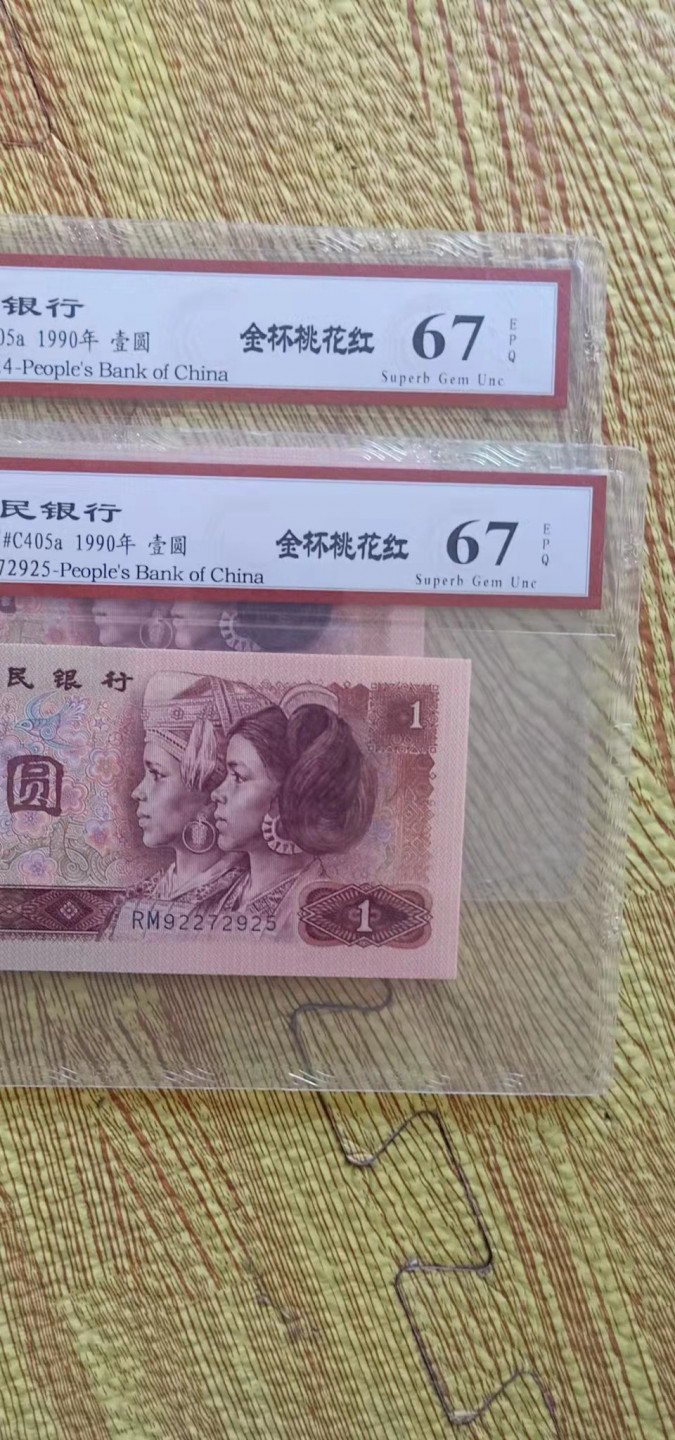 银行
05a 1990年 壹圆
4-People's Bank of China
金杯桃花红
67
EPQ
Superb Gem Unc
民银行
#C405a 1990年 壹圆
72925-People's Bank of China
金杯桃花红
67
EPQ
Superb Gem Unc
民银行
1
圆
RM92272925
1